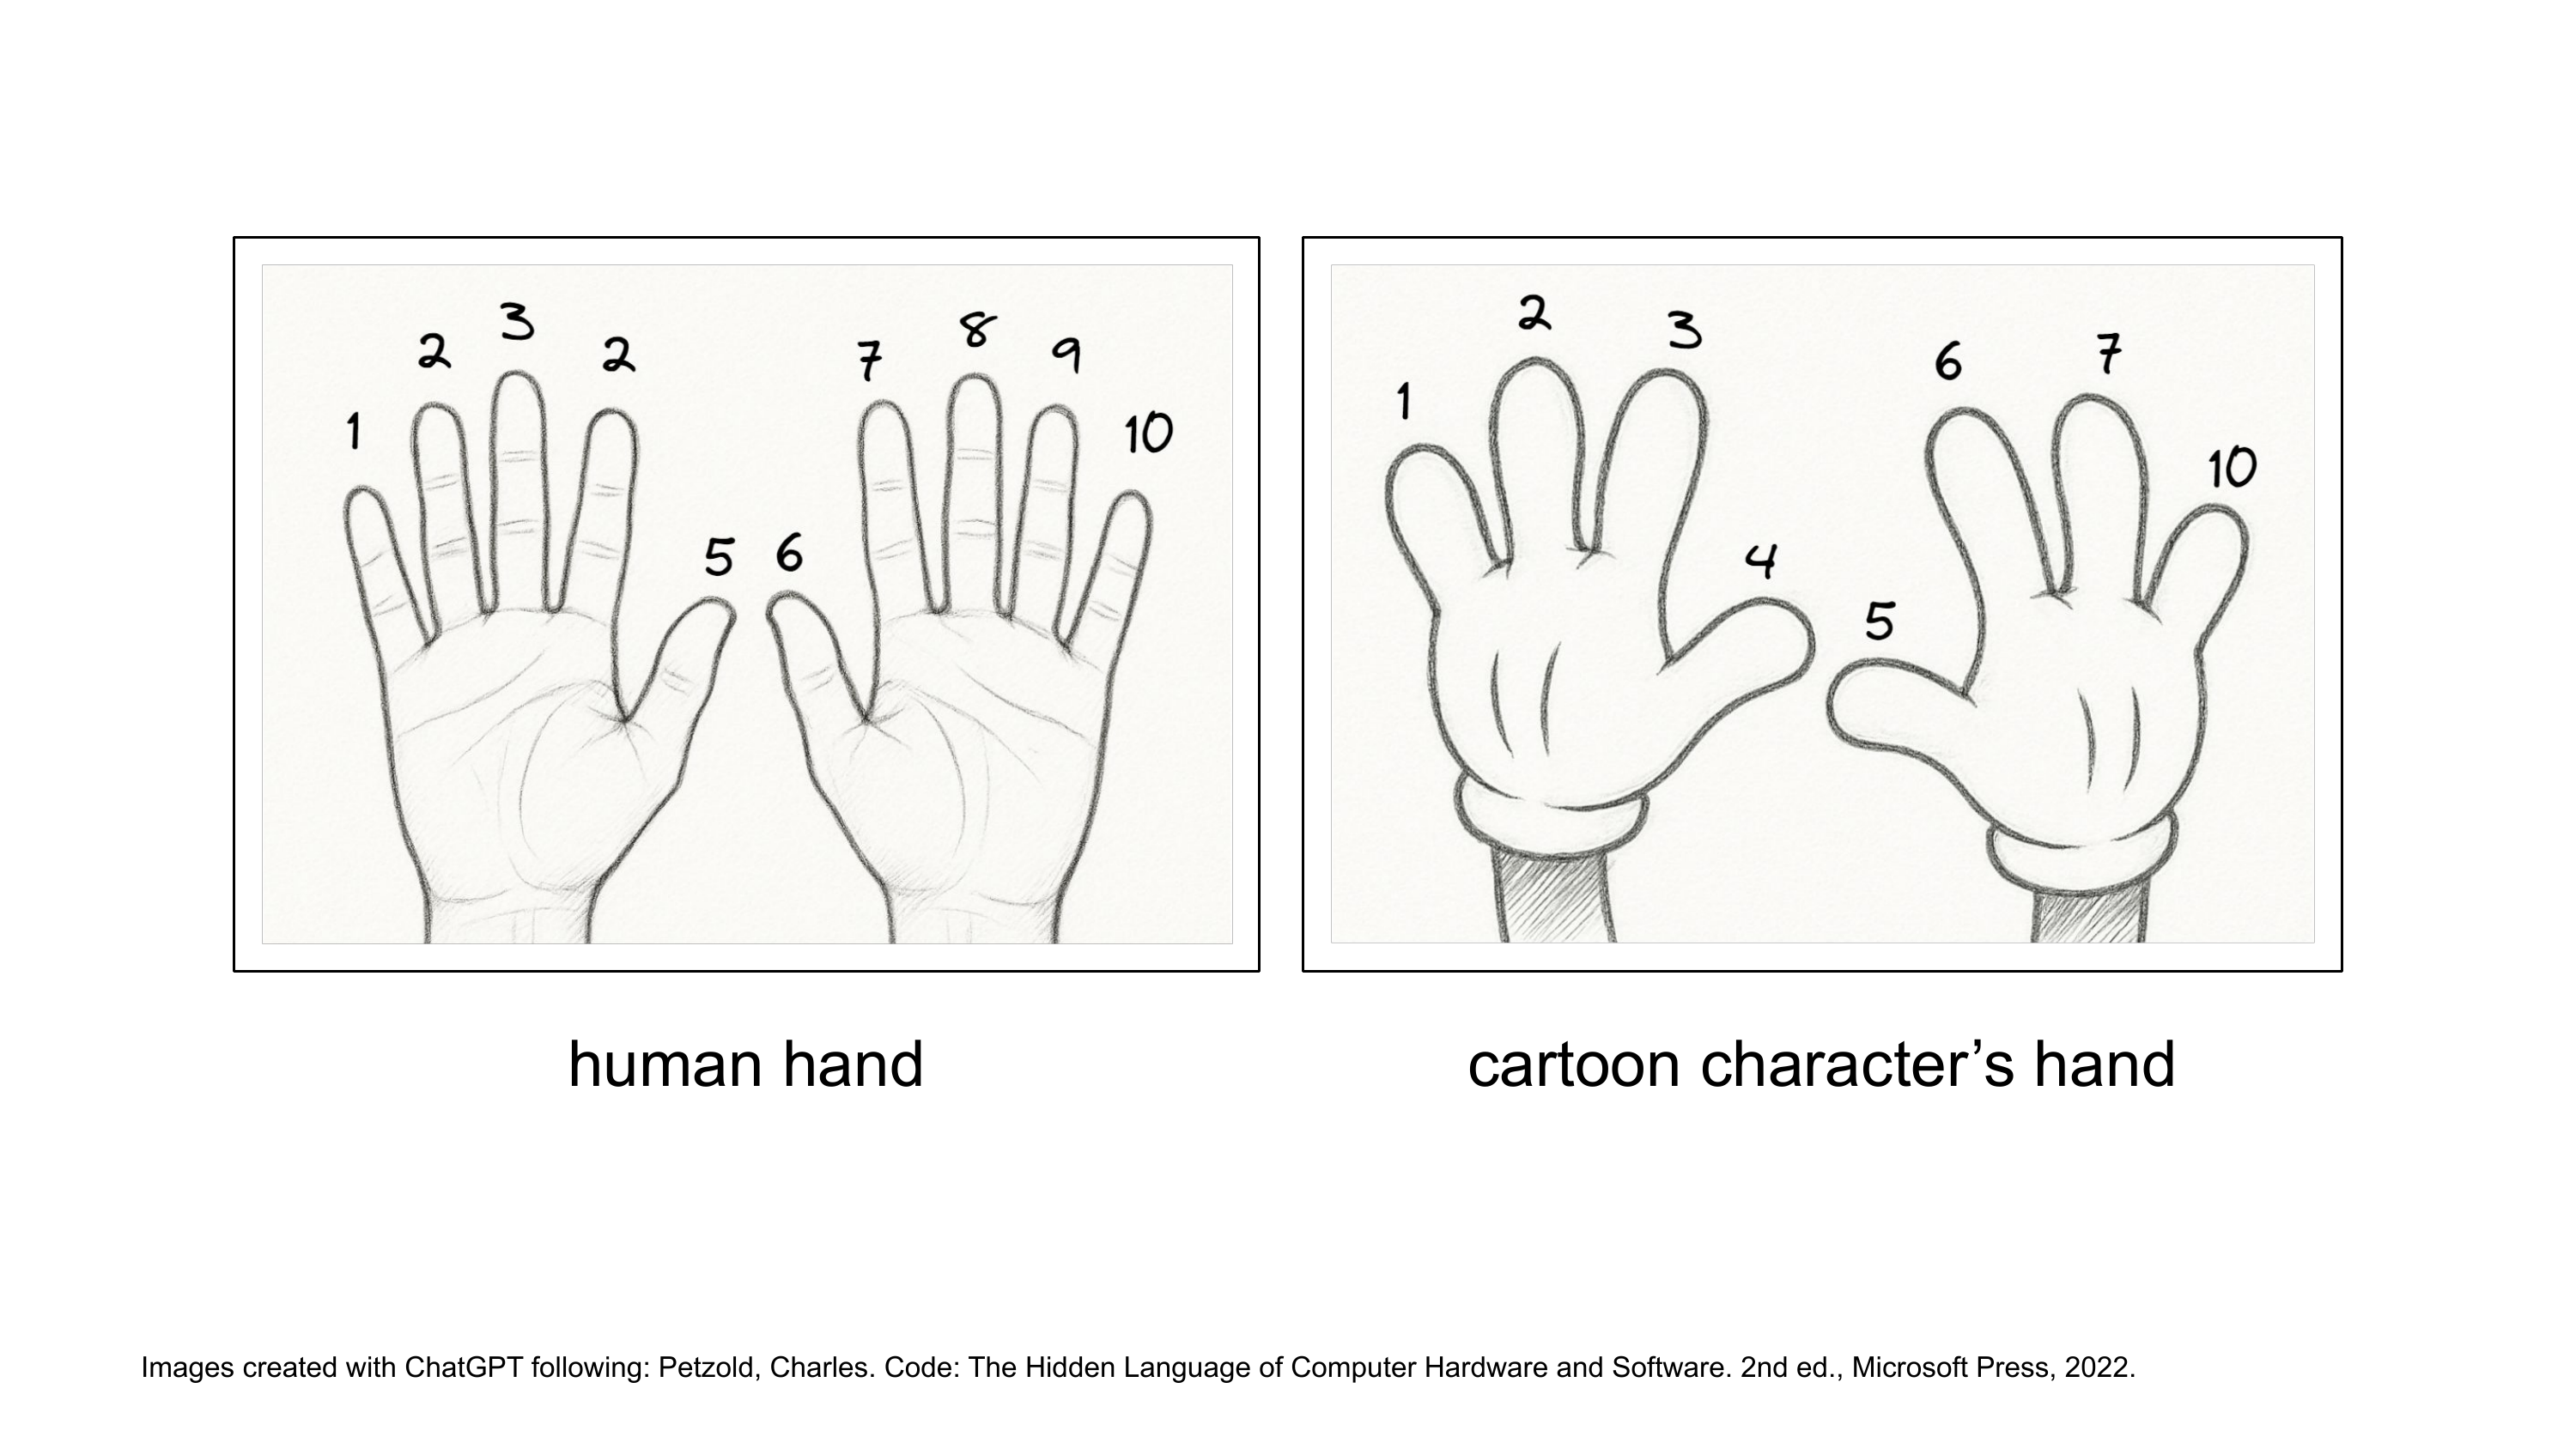 1 2 3 2 5 6 7 8 9 10
1 2 3 4 5 6 7 10
human hand
cartoon character’s hand
Images created with ChatGPT following: Petzold, Charles. Code: The Hidden Language of Computer Hardware and Software. 2nd ed., Microsoft Press, 2022.